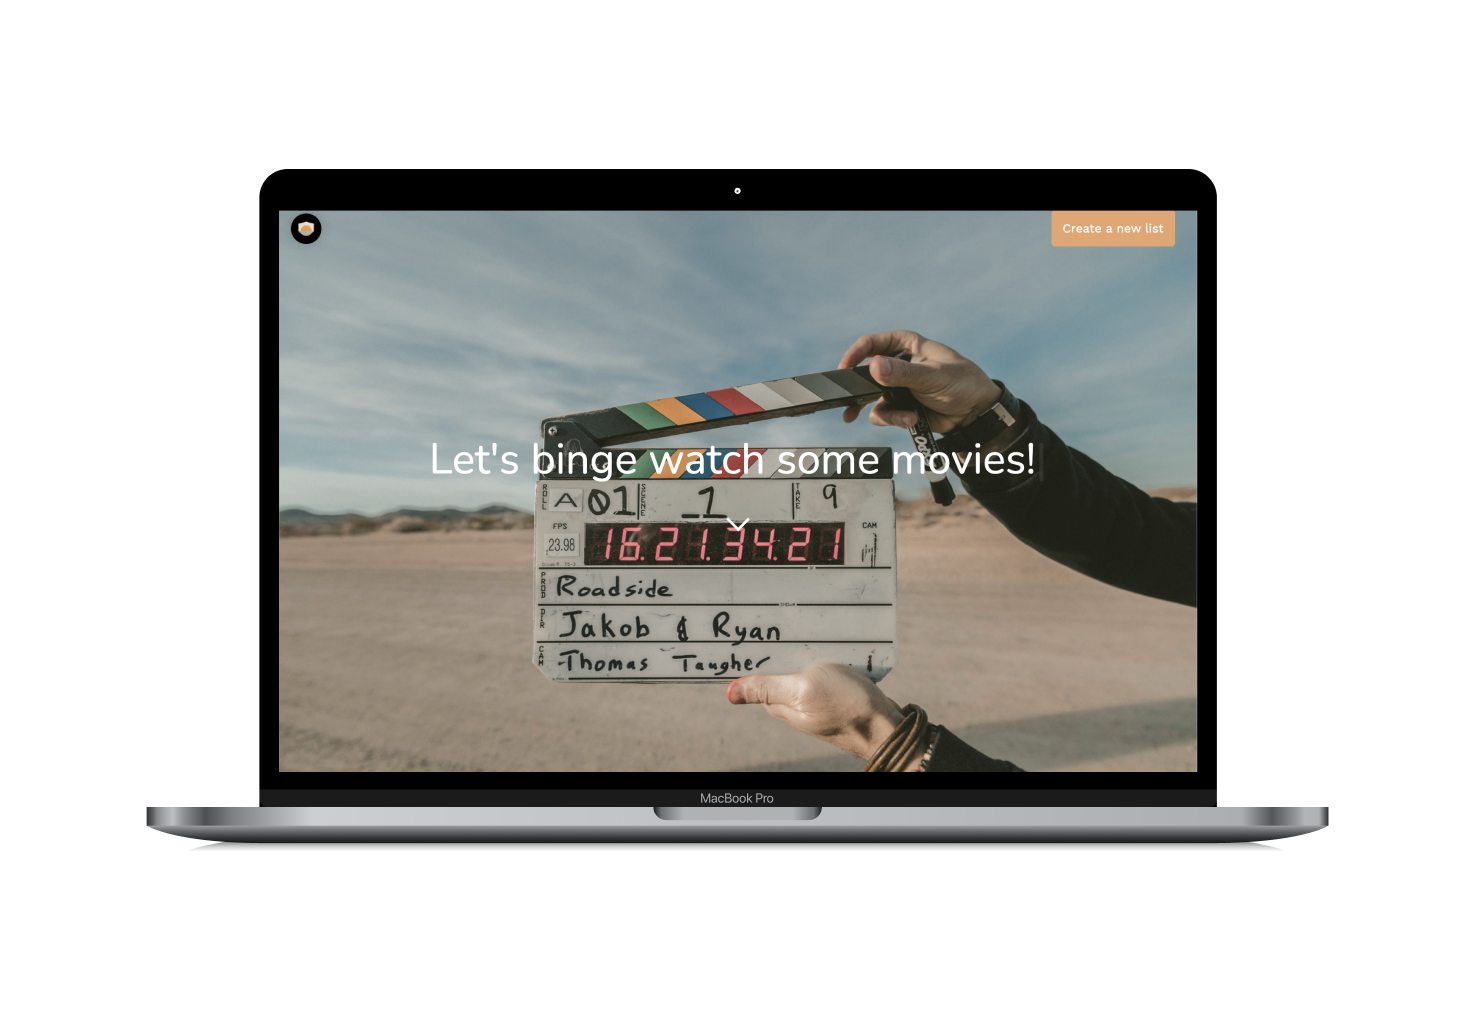 Create a new list
Let's binge watch some movies!
ROLL A 01 SCENE 1 TAKE 9
FPS CAM
23.98 16.21.34.21
PROD Roadside
DIR Jakob & Ryan
CAM Thomas Taugher
MacBook Pro